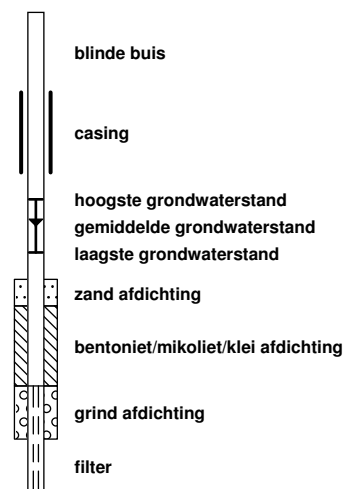 blinde buis
casing
hoogste grondwaterstand
gemiddelde grondwaterstand
laagste grondwaterstand
zand afdichting
bentoniet/mikoliet/klei afdichting
grind afdichting
filter